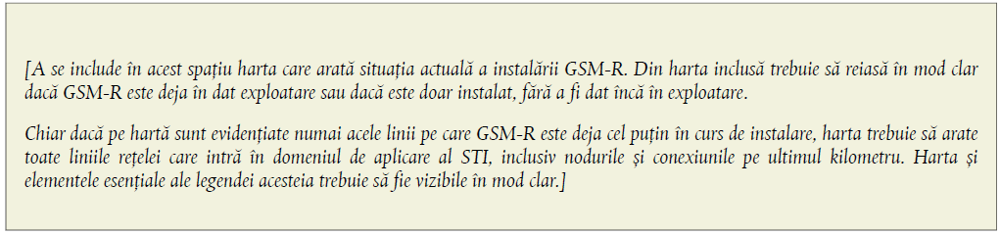 [A se include în acest spațiu harta care arată situația actuală a instalării GSM-R. Din harta inclusă trebuie să reiasă în mod clar
dacă GSM-R este deja în dat exploatare sau dacă este doar instalat, fără a fi dat încă în exploatare.
Chiar dacă pe hartă sunt evidențiate numai acele linii pe care GSM-R este deja cel puțin în curs de instalare, harta trebuie să arate
toate liniile rețelei care intră în domeniul de aplicare al STI, inclusiv nodurile și conexiunile pe ultimul kilometru. Harta și
elementele esențiale ale legendei acesteia trebuie să fie vizibile în mod clar.]